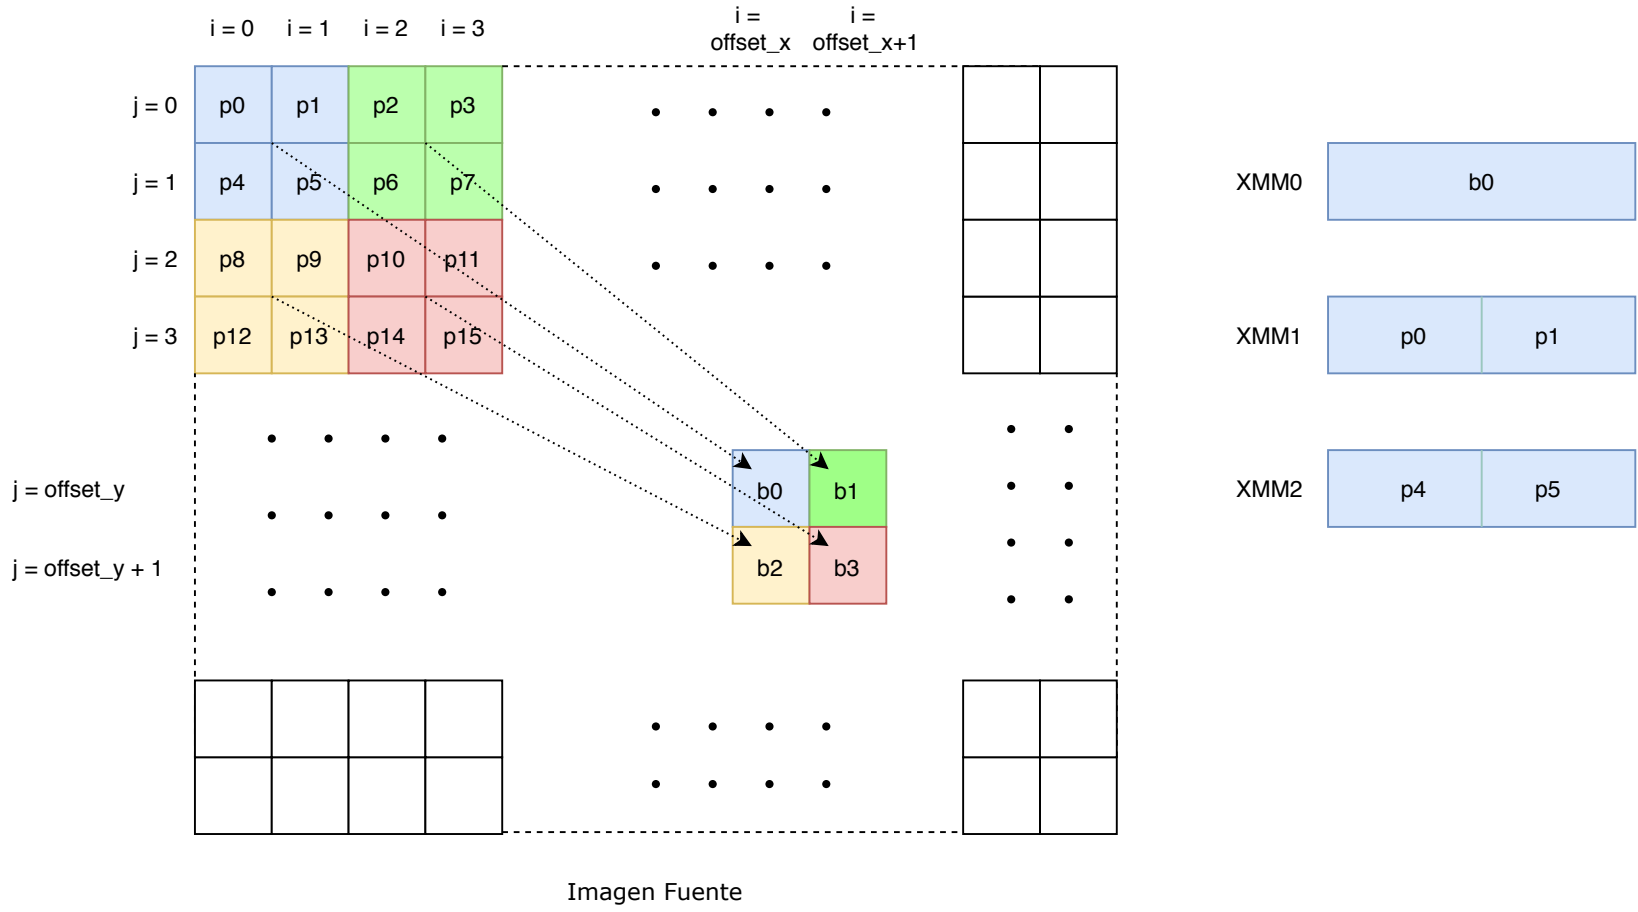 i =
i =
i = 0
i = 1
i = 2
i = 3
offset_x
offset_x+1
j = 0
p0
p1
p2
p3
j = 1
p4
p5
p6
p7
XMM0
b0
j = 2
p8
p9
p10
p11
j = 3
p12
p13
p14
p15
XMM1
p0
p1
j = offset_y
b0
b1
XMM2
p4
p5
j = offset_y + 1
b2
b3
Imagen Fuente